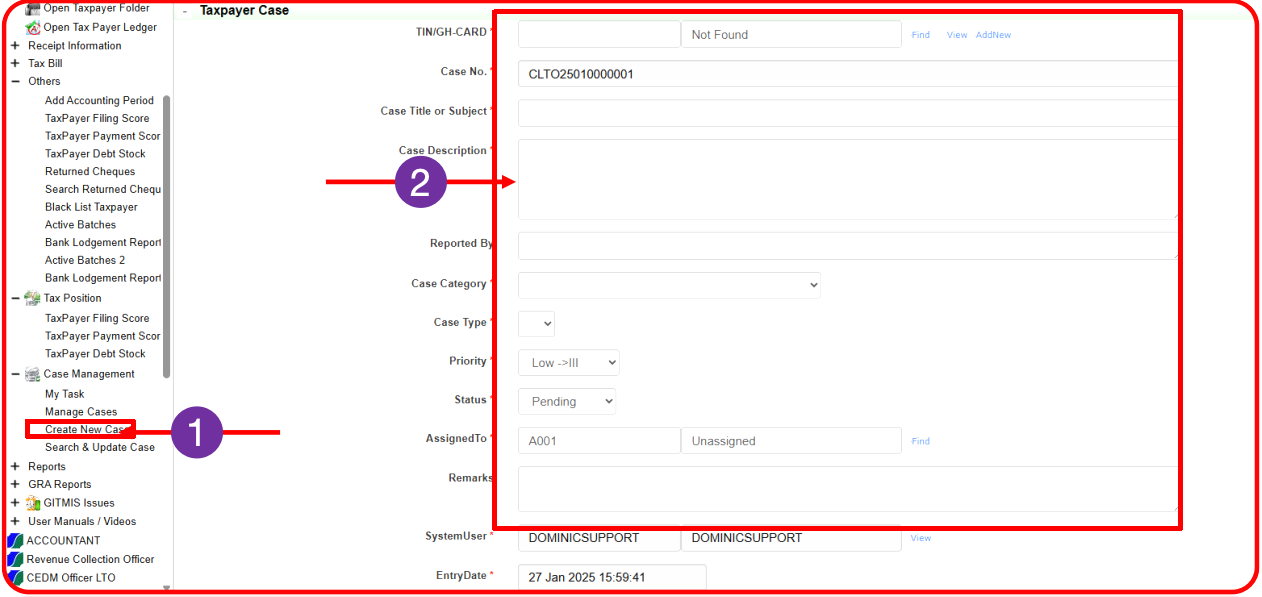 Open Taxpayer Folder
Open Tax Payer Ledger
+ Receipt Information
+ Tax Bill
− Others
Add Accounting Period
TaxPayer Filing Score
TaxPayer Payment Scor
TaxPayer Debt Stock
Returned Cheques
Search Returned Chequ
Black List Taxpayer
Active Batches
Bank Lodgement Report
Active Batches 2
Bank Lodgement Report
− Tax Position
TaxPayer Filing Score
TaxPayer Payment Scor
TaxPayer Debt Stock
− Case Management
My Task
Manage Cases
Create New Case
Search & Update Case
+ Reports
+ GRA Reports
+ GITMIS Issues
+ User Manuals / Videos
ACCOUNTANT
Revenue Collection Officer
CEDM Officer LTO
1
- Taxpayer Case
TIN/GH-CARD * Not Found Find View AddNew
Case No. * CLTO25010000001
Case Title or Subject *
Case Description *
2
Reported By
Case Category *
Case Type *
Priority * Low ->III
Status * Pending
AssignedTo * A001 Unassigned Find
Remarks
SystemUser * DOMINICSUPPORT DOMINICSUPPORT View
EntryDate * 27 Jan 2025 15:59:41